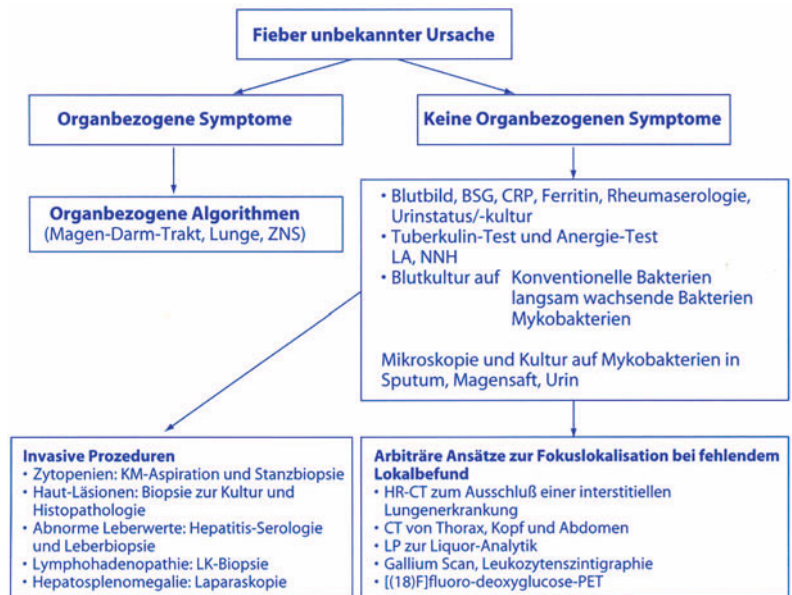 Fieber unbekannter Ursache
Organbezogene Symptome
Keine Organbezogenen Symptome
Organbezogene Algorithmen
(Magen-Darm-Trakt, Lunge, ZNS)
• Blutbild, BSG, CRP, Ferritin, Rheumaserologie,
Urinstatus/-kultur
• Tuberkulin-Test und Anergie-Test
LA, NNH
• Blutkultur auf Konventionelle Bakterien
langsam wachsende Bakterien
Mykobakterien
Mikroskopie und Kultur auf Mykobakterien in
Sputum, Magensaft, Urin
Invasive Prozeduren
• Zytopenien: KM-Aspiration und Stanzbiopsie
• Haut-Läsionen: Biopsie zur Kultur und
Histopathologie
• Abnorme Leberwerte: Hepatitis-Serologie
und Leberbiopsie
• Lymphohadenopathie: LK-Biopsie
• Hepatosplenomegalie: Laparaskopie
Arbiträre Ansätze zur Fokuslokalisation bei fehlendem
Lokalbefund
• HR-CT zum Ausschluß einer interstitiellen
Lungenerkrankung
• CT von Thorax, Kopf und Abdomen
• LP zur Liquor-Analytik
• Gallium Scan, Leukozytenszintigraphie
• [(18)F]fluoro-deoxyglucose-PET